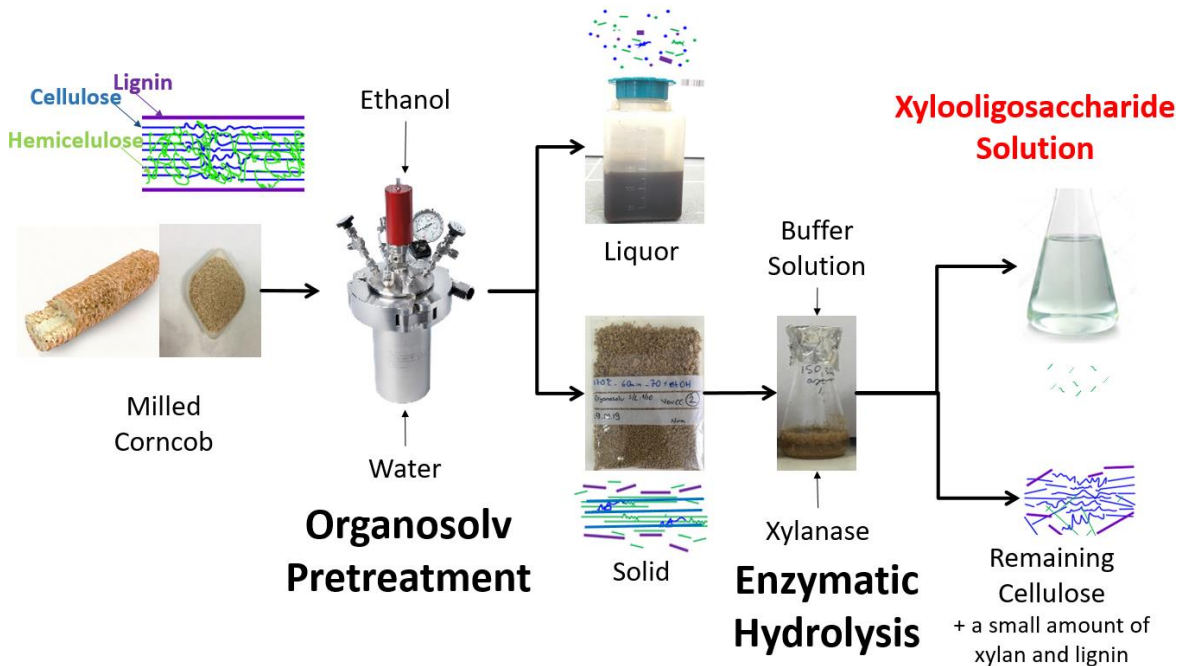 Lignin
Cellulose
Hemicelulose
Milled
Corncob
Ethanol
Water
Organosolv
Pretreatment
Liquor
Solid
Buffer
Solution
Xylanase
Enzymatic
Hydrolysis
Xylooligosaccharide
Solution
Remaining
Cellulose
+ a small amount of
xylan and lignin